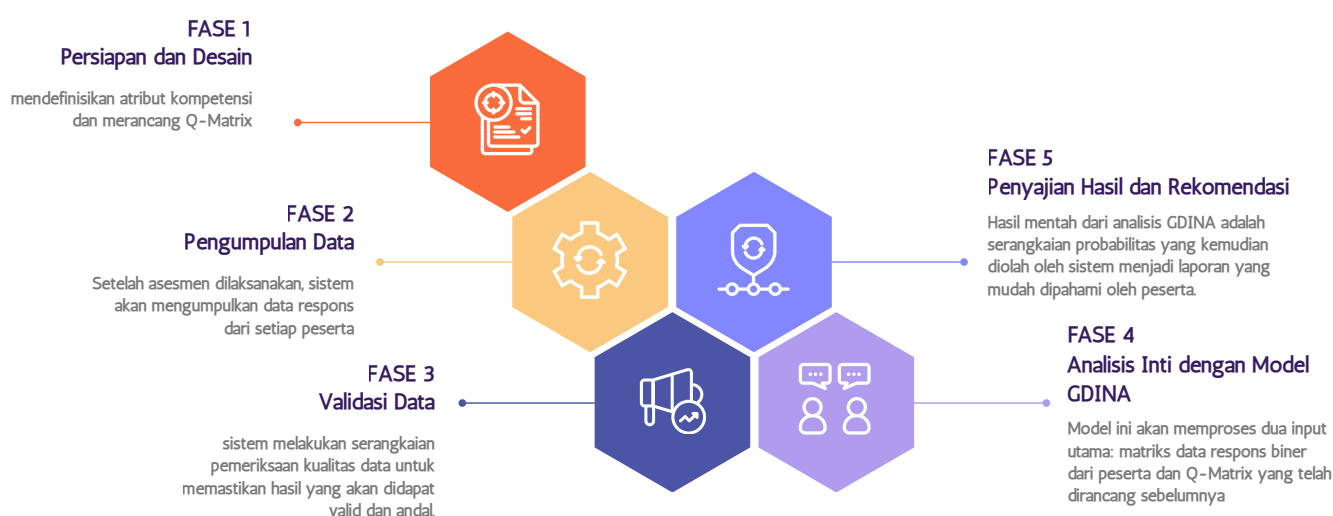 FASE 1
Persiapan dan Desain
mendefinisikan atribut kompetensi
dan merancang Q-Matrix
FASE 2
Pengumpulan Data
Setelah asesmen dilaksanakan, sistem
akan mengumpulkan data respons
dari setiap peserta
FASE 3
Validasi Data
sistem melakukan serangkaian
pemeriksaan kualitas data untuk
memastikan hasil yang akan didapat
valid dan andal.
FASE 5
Penyajian Hasil dan Rekomendasi
Hasil mentah dari analisis GDINA adalah
serangkaian probabilitas yang kemudian
diolah oleh sistem menjadi laporan yang
mudah dipahami oleh peserta.
FASE 4
Analisis Inti dengan Model
GDINA
Model ini akan memproses dua input
utama: matriks data respons biner
dari peserta dan Q-Matrix yang telah
dirancang sebelumnya